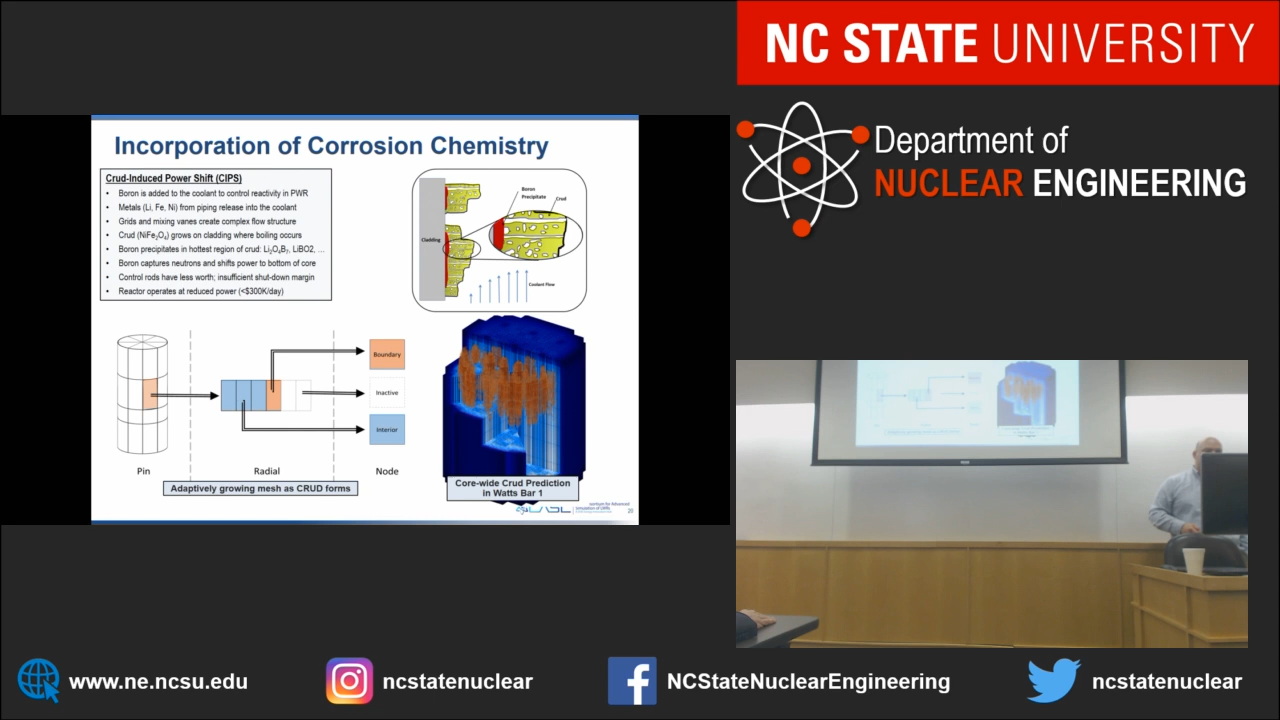 NC STATE UNIVERSITY
Department of
NUCLEAR ENGINEERING
Incorporation of Corrosion Chemistry
Crud-Induced Power Shift (CIPS)
• Boron is added to the coolant to control reactivity in PWR
• Metals (Li, Fe, Ni) from piping release into the coolant
• Grids and mixing vanes create complex flow structure
• Crud (NiFe₂O₄) grows on cladding where boiling occurs
• Boron precipitates in hottest region of crud: Li₂O₄B₇, LiBO2, ...
• Boron captures neutrons and shifts power to bottom of core
• Control rods have less worth; insufficient shut-down margin
• Reactor operates at reduced power (<$300K/day)
Boron
Precipitate
Crud
Cladding
Coolant Flow
Boundary
Inactive
Interior
Pin
Radial
Node
Adaptively growing mesh as CRUD forms
Core-wide Crud Prediction
in Watts Bar 1
20
www.ne.ncsu.edu
ncstatenuclear
NCStateNuclearEngineering
ncstatenuclear